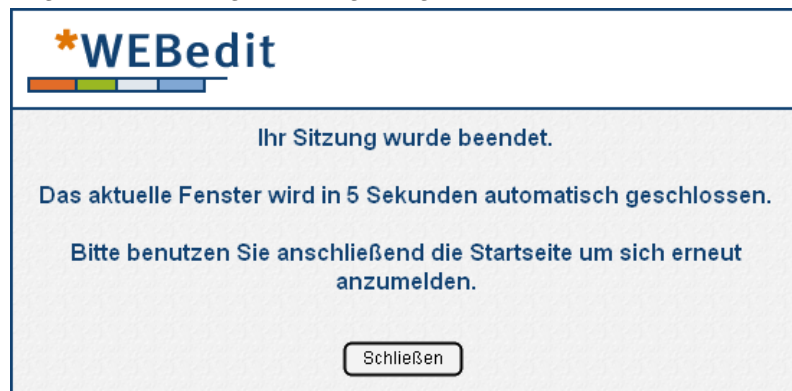 *WEBedit
Ihr Sitzung wurde beendet.
Das aktuelle Fenster wird in 5 Sekunden automatisch geschlossen.
Bitte benutzen Sie anschließend die Startseite um sich erneut
anzumelden.
Schließen